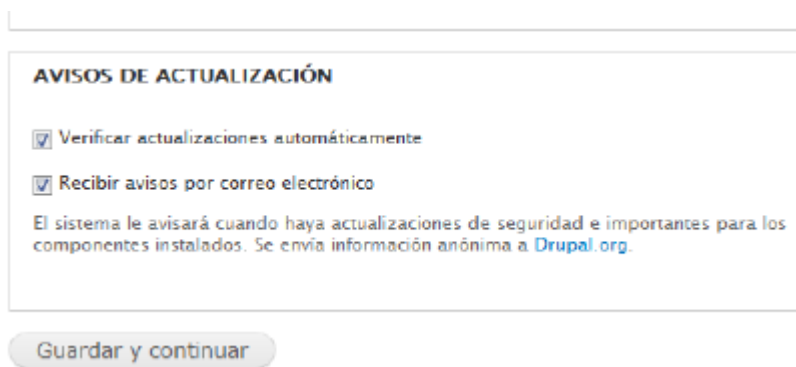 AVISOS DE ACTUALIZACIÓN
Verificar actualizaciones automáticamente
Recibir avisos por correo electrónico
El sistema le avisará cuando haya actualizaciones de seguridad e importantes para los
componentes instalados. Se envía información anónima a Drupal.org.
Guardar y continuar